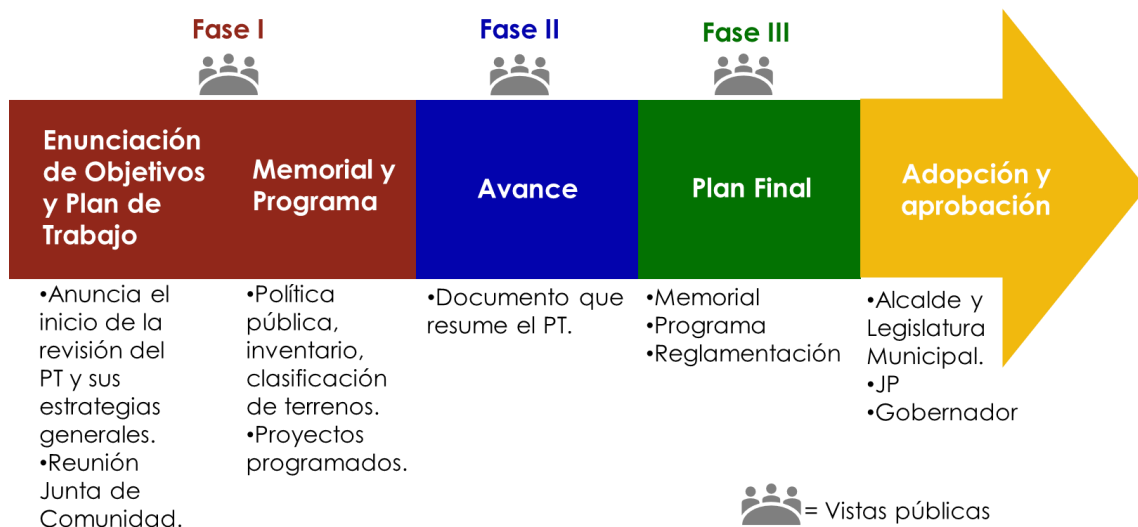 Fase I
Fase II
Fase III
Enunciación
de Objetivos
y Plan de
Trabajo
Memorial y
Programa
Avance
Plan Final
Adopción y
aprobación
•Anuncia el
inicio de la
revisión del
PT y sus
estrategias
generales.
•Reunión
Junta de
Comunidad.
•Política
pública,
inventario,
clasificación
de terrenos.
•Proyectos
programados.
•Documento que
resume el PT.
•Memorial
•Programa
•Reglamentación
•Alcalde y
Legislatura
Municipal.
•JP
•Gobernador
= Vistas públicas